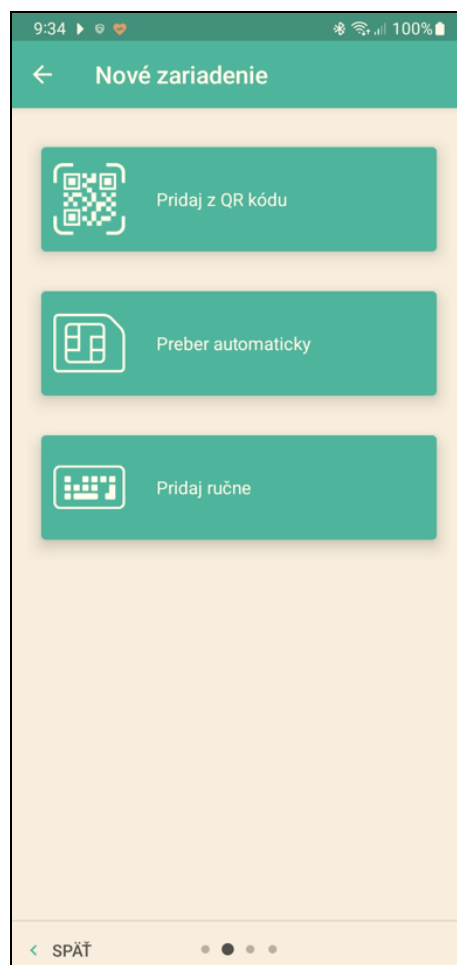 9:34
100%
Nové zariadenie
Pridaj z QR kódu
Preber automaticky
Pridaj ručne
SPÄŤ